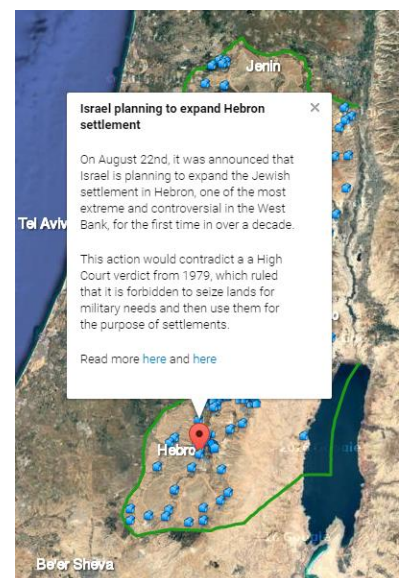 Jenin
Israel planning to expand Hebron
settlement
×
On August 22nd, it was announced that
Israel is planning to expand the Jewish
settlement in Hebron, one of the most
extreme and controversial in the West
Bank, for the first time in over a decade.
Tel Aviv
This action would contradict a a High
Court verdict from 1979, which ruled
that it is forbidden to seize lands for
military needs and then use them for
the purpose of settlements.
Read more here and here
Hebro
Be'er Sheva